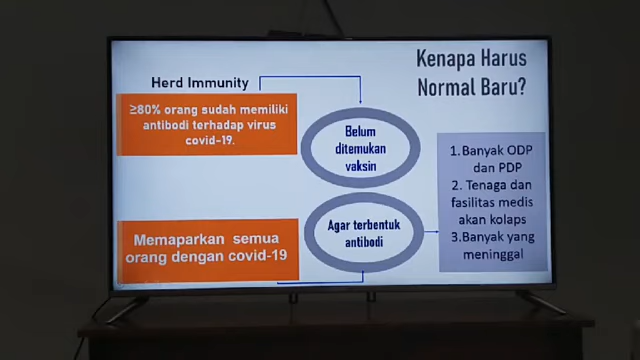 Kenapa Harus
Normal Baru?
Herd Immunity
≥80% orang sudah memiliki
antibodi terhadap virus
covid-19.
Belum
ditemukan
vaksin
Memaparkan semua
orang dengan covid-19
Agar terbentuk
antibodi
1.Banyak ODP
dan PDP
2. Tenaga dan
fasilitas medis
akan kolaps
3.Banyak yang
meninggal